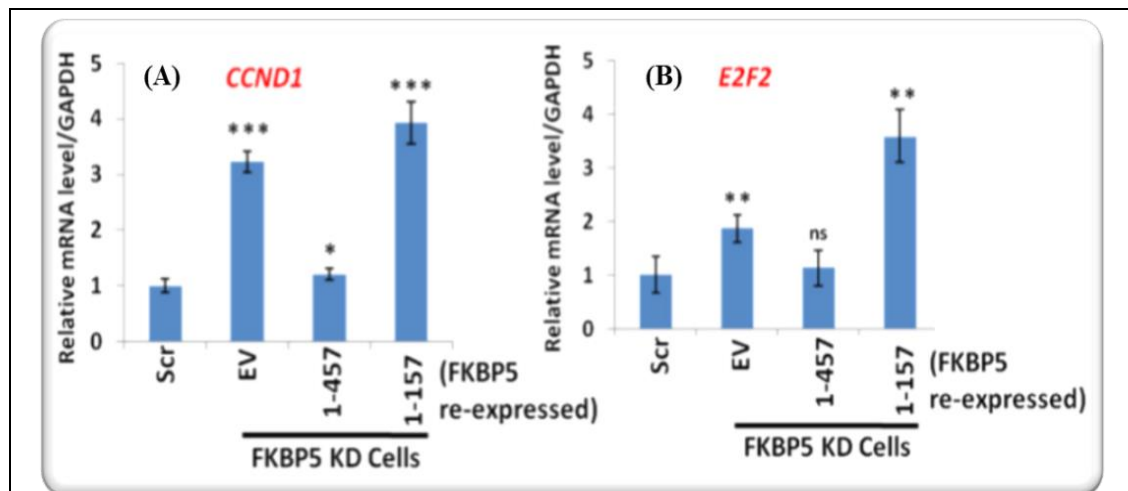 (A) CCND1
Relative mRNA level/GAPDH
5
4
3
2
1
0
***
*
***
Scr
EV
1-457
1-157
(FKBP5
re-expressed)
FKBP5 KD Cells
(B) E2F2
Relative mRNA level/GAPDH
5
4
3
2
1
0
**
ns
**
Scr
EV
1-457
1-157
(FKBP5
re-expressed)
FKBP5 KD Cells